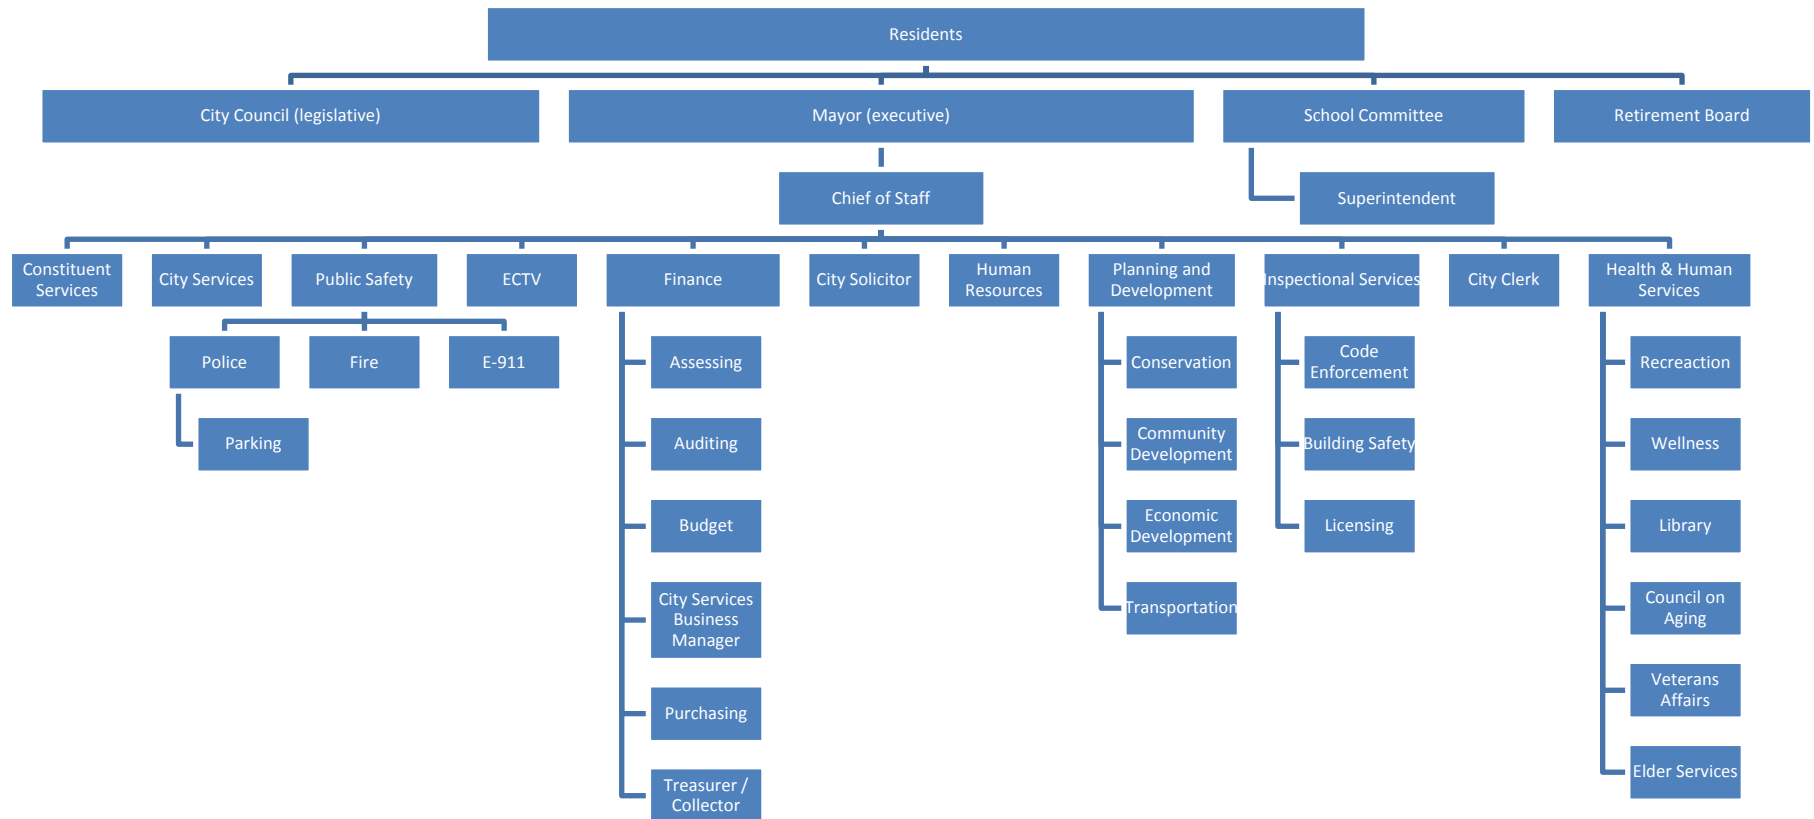 Residents
City Council (legislative)
Mayor (executive)
School Committee
Retirement Board
Chief of Staff
Superintendent
Constituent
Services
City Services
Public Safety
ECTV
Finance
City Solicitor
Human
Resources
Planning and
Development
Inspectional Services
City Clerk
Health & Human
Services
Police
Fire
E-911
Parking
Assessing
Auditing
Budget
City Services
Business
Manager
Purchasing
Treasurer /
Collector
Conservation
Community
Development
Economic
Development
Transportation
Code
Enforcement
Building Safety
Licensing
Recreaction
Wellness
Library
Council on
Aging
Veterans
Affairs
Elder Services